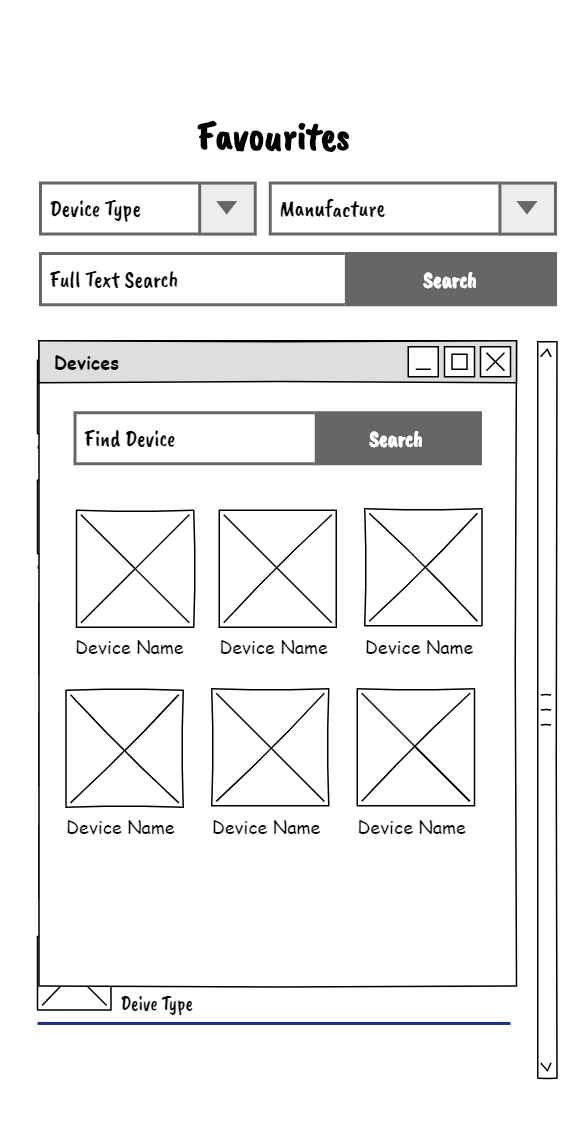 Favourites
Device Type Manufacture
Full Text Search Search
Devices
Find Device Search
Device Name Device Name Device Name
Device Name Device Name Device Name
Deive Type